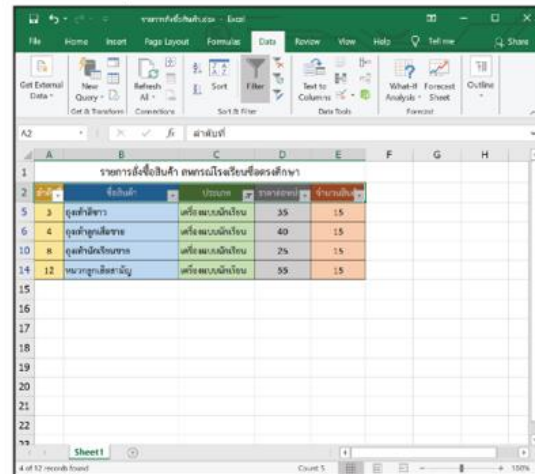 รายการสั่งซื้อสินค้า.xlsx - Excel
File Home Insert Page Layout Formulas Data Review View Help Tell me Share
Get External Data
New Query
Refresh All
Sort
Filter
Text to Columns
What-If Analysis
Forecast Sheet
Outline
Get & Transform Connections Sort & Filter Data Tools Forecast
A2 fx ลำดับที่
A B C D E F G H
1 รายการสั่งซื้อสินค้า สหกรณ์โรงเรียนซื่อตรงศึกษา
2 ชื่อสินค้า ประเภท
5 3 ถุงเท้าสีขาว เครื่องแบบนักเรียน 35 15
6 4 ถุงเท้าลูกเสือชาย เครื่องแบบนักเรียน 40 15
10 8 ถุงเท้านักเรียนชาย เครื่องแบบนักเรียน 25 15
14 12 หมวกลูกเสือสามัญ เครื่องแบบนักเรียน 55 15
15
16
17
18
19
20
21
22
23
Sheet1
4 of 12 records found Count 5 100%